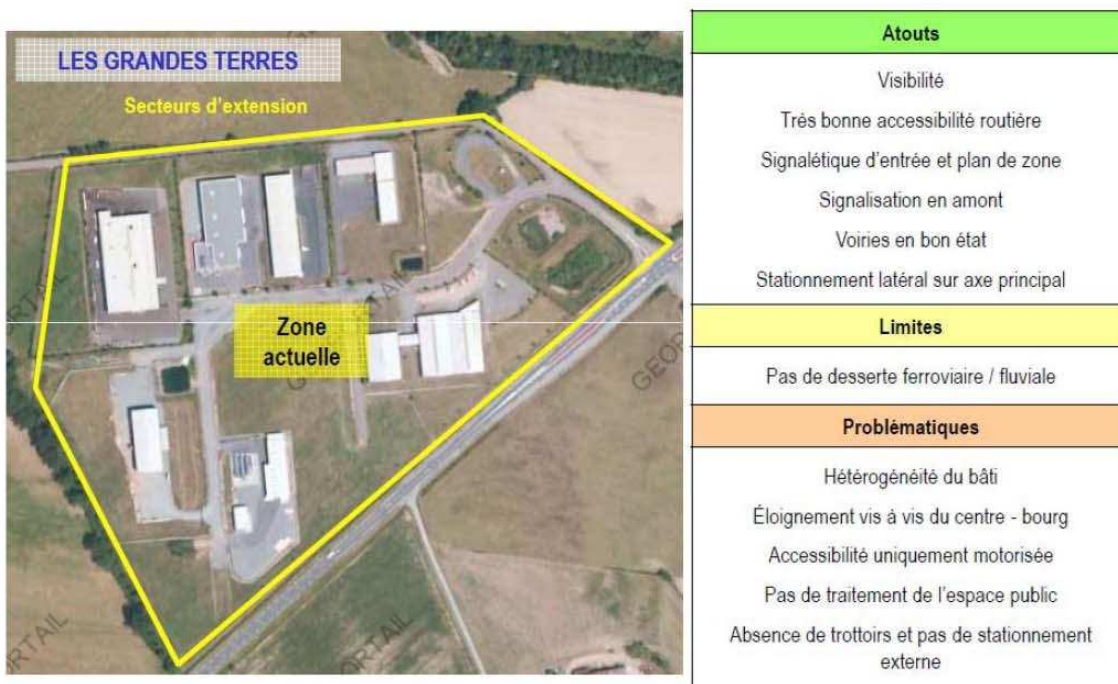 LES GRANDES TERRES
Secteurs d'extension
Zone
actuelle
GEOPORTAIL
GEOPORTAIL
Atouts
Visibilité
Très bonne accessibilité routière
Signalétique d'entrée et plan de zone
Signalisation en amont
Voiries en bon état
Stationnement latéral sur axe principal
Limites
Pas de desserte ferroviaire / fluviale
Problématiques
Hétérogénéité du bâti
Éloignement vis à vis du centre - bourg
Accessibilité uniquement motorisée
Pas de traitement de l'espace public
Absence de trottoirs et pas de stationnement
externe